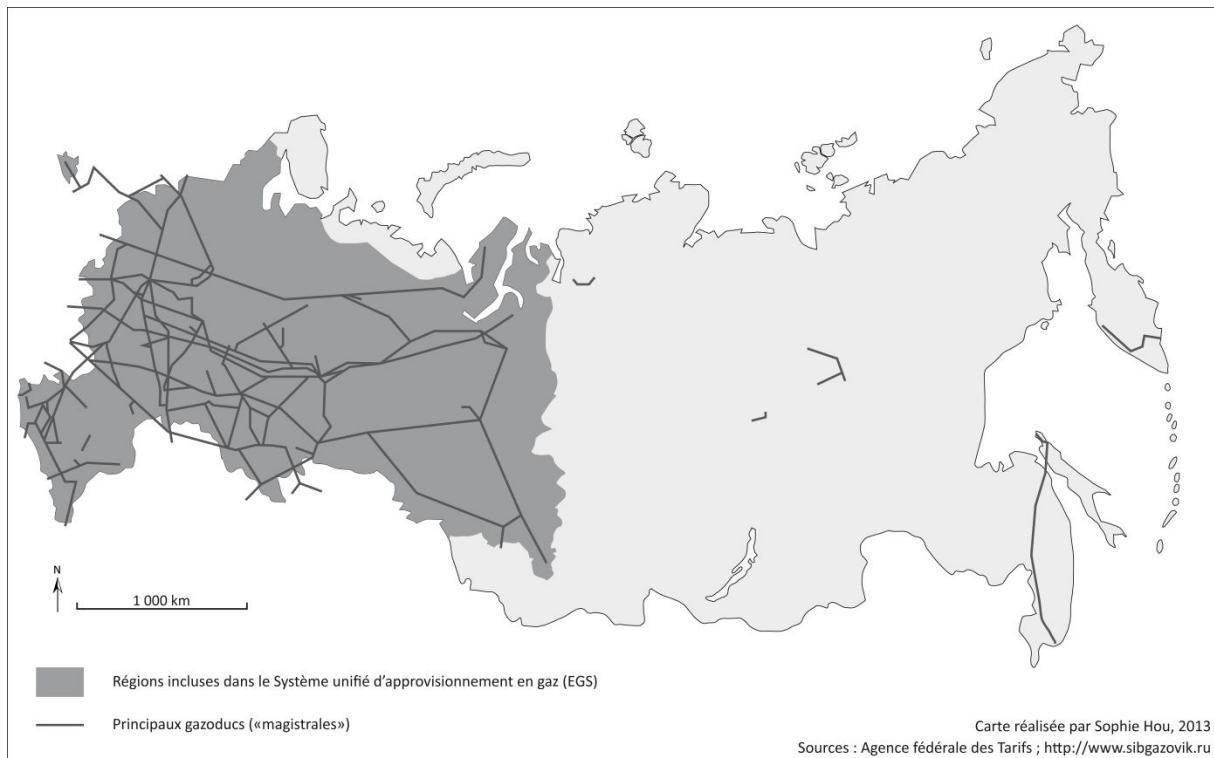 N
1 000 km
Régions incluses dans le Système unifié d’approvisionnement en gaz (EGS)
Principaux gazoducs («magistrales»)
Carte réalisée par Sophie Hou, 2013
Sources : Agence fédérale des Tarifs ; http://www.sibgazovik.ru